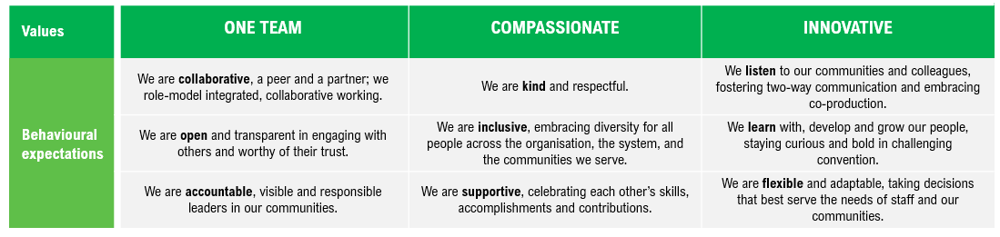 Values
ONE TEAM
COMPASSIONATE
INNOVATIVE
Behavioural
expectations
We are collaborative, a peer and a partner; we
role-model integrated, collaborative working.
We are kind and respectful.
We listen to our communities and colleagues,
fostering two-way communication and embracing
co-production.
We are open and transparent in engaging with
others and worthy of their trust.
We are inclusive, embracing diversity for all
people across the organisation, the system, and
the communities we serve.
We learn with, develop and grow our people,
staying curious and bold in challenging
convention.
We are accountable, visible and responsible
leaders in our communities.
We are supportive, celebrating each other’s skills,
accomplishments and contributions.
We are flexible and adaptable, taking decisions
that best serve the needs of staff and our
communities.